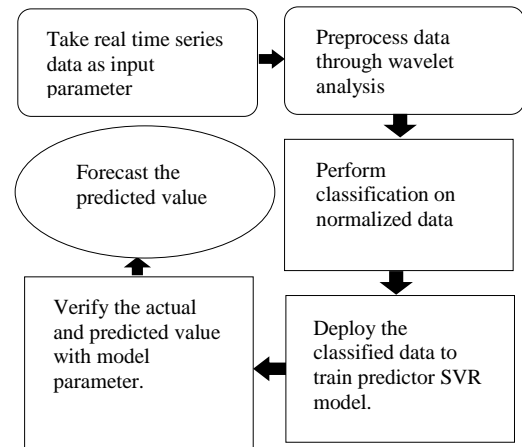 Take real time series
data as input
parameter
Preprocess data
through wavelet
analysis
Perform
classification on
normalized data
Deploy the
classified data to
train predictor SVR
model.
Verify the actual
and predicted value
with model
parameter.
Forecast the
predicted value